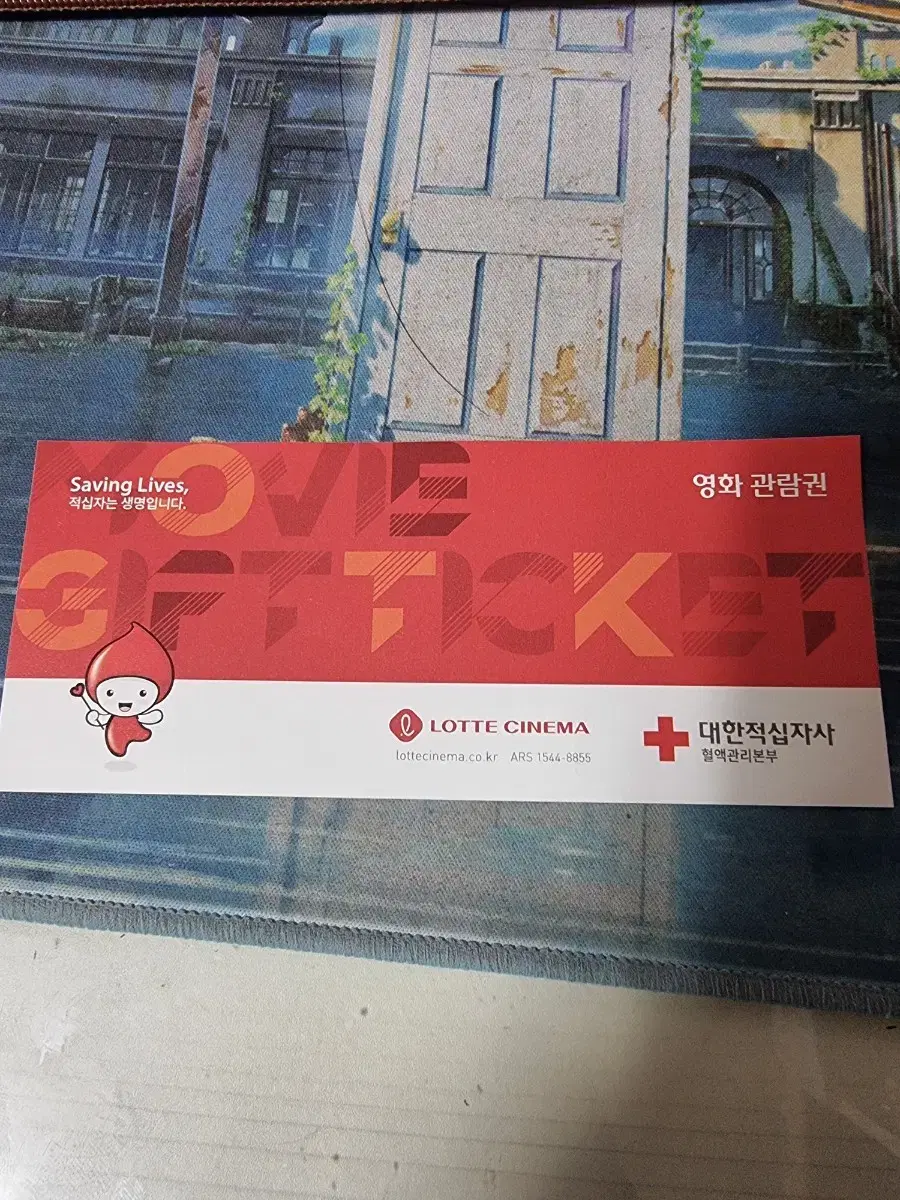 MOVIE
GIFT TICKET
Saving Lives,
적십자는 생명입니다.
영화 관람권
LOTTE CINEMA
lottecinema.co.kr ARS 1544-8855
대한적십자사
혈액관리본부